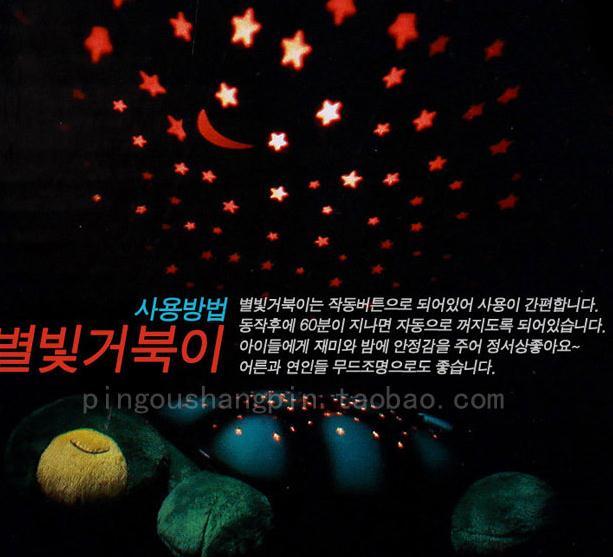 사용방법
별빛거북이
별빛거북이는 작동버튼으로 되어있어 사용이 간편합니다.
동작후에 60분이 지나면 자동으로 꺼지도록 되어있습니다.
아이들에게 재미와 밤에 안정감을 주어 정서상좋아요~
어른과 연인들 무드조명으로도 좋습니다.
pingoushangpin.taobao.com